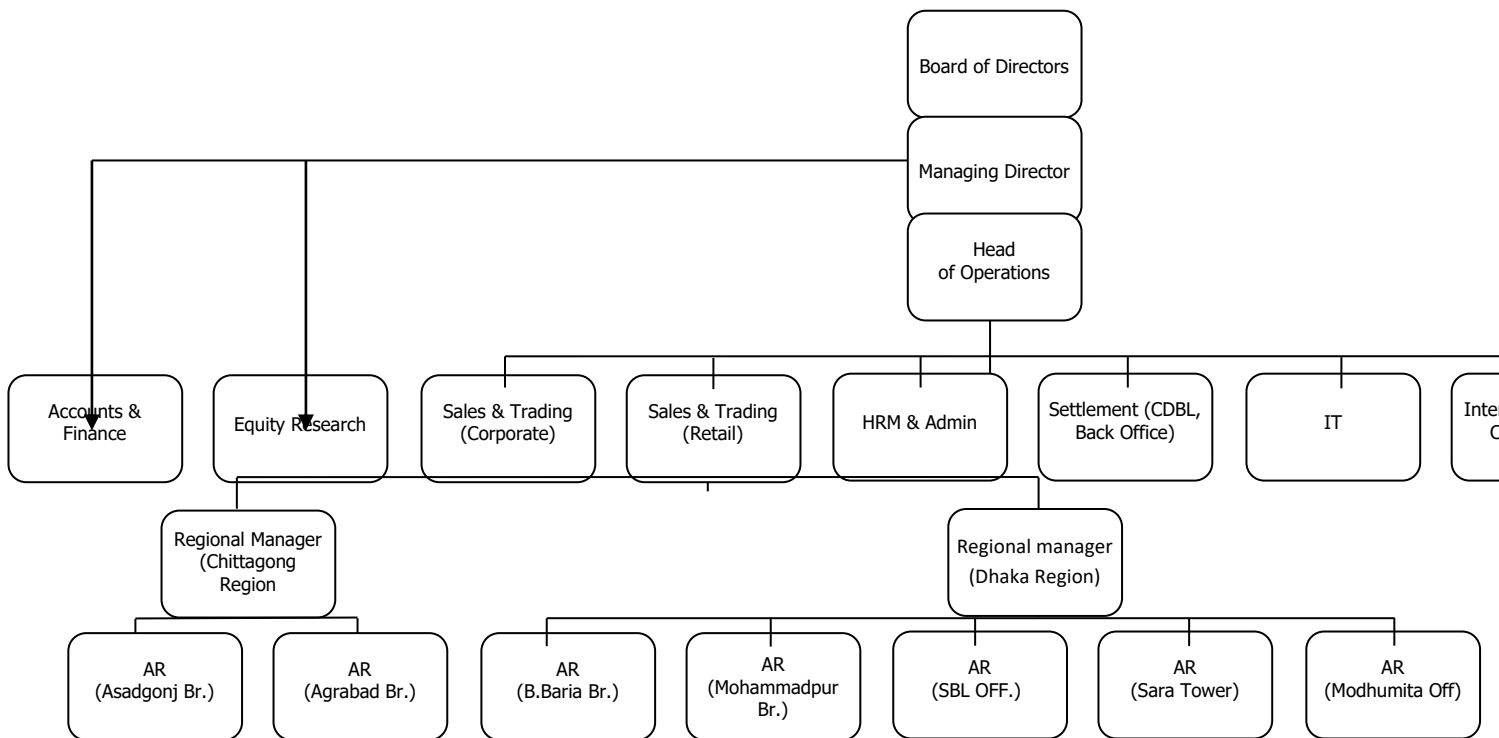 Board of Directors
Managing Director
Head
of Operations
Accounts &
Finance
Equity Research
Sales & Trading
(Corporate)
Sales & Trading
(Retail)
HRM & Admin
Settlement (CDBL,
Back Office)
IT
Regional Manager
(Chittagong
Region
Regional manager
(Dhaka Region)
AR
(Asadgonj Br.)
AR
(Agrabad Br.)
AR
(B.Baria Br.)
AR
(Mohammadpur
Br.)
AR
(SBL OFF.)
AR
(Sara Tower)
AR
(Modhumita Off)